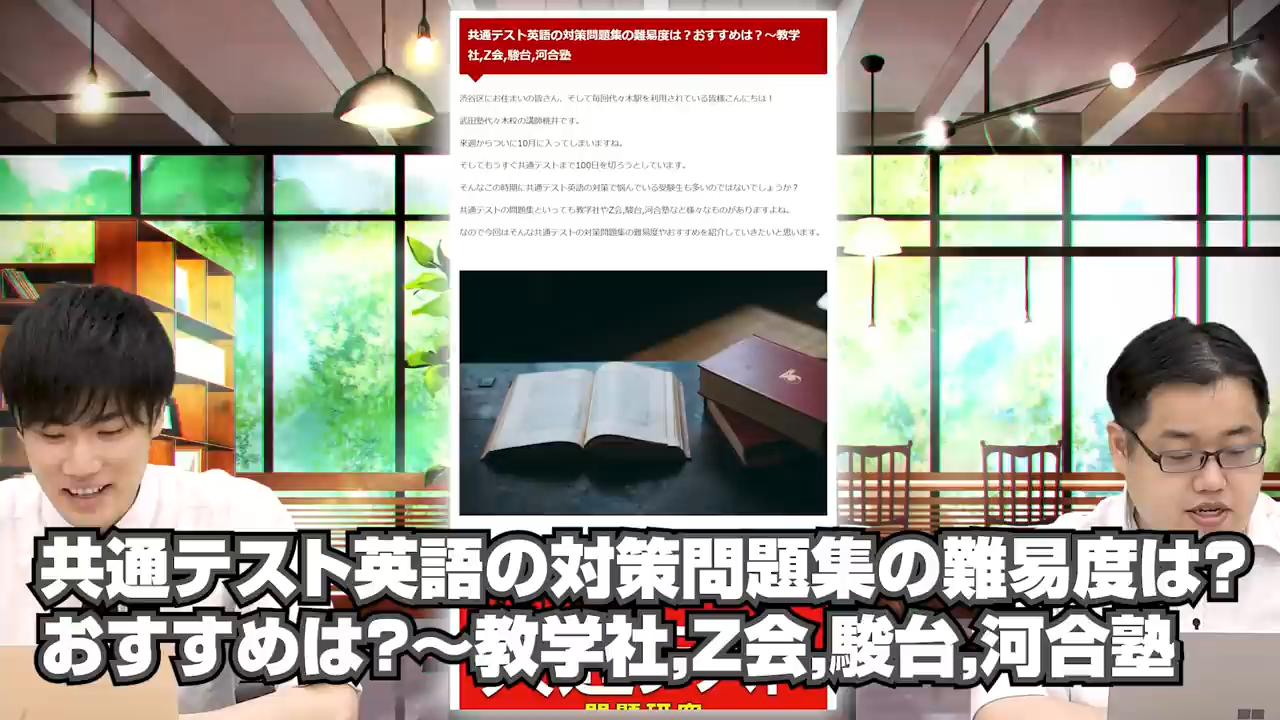 共通テスト英語の対策問題集の難易度は？おすすめは？～教学
社,Z会,駿台,河合塾
渋谷区にお住まいの皆さん、そして毎回代々木駅を利用されている皆様こんにちは！
武田塾代々木校の講師桃井です。
来週からついに10月に入ってしまいますね。
そしてもうすぐ共通テストまで100日を切ろうとしています。
そんなこの時期に共通テスト英語の対策で悩んでいる受験生も多いのではないでしょうか？
共通テストの問題集といっても教学社やZ会,駿台,河合塾など様々なものがありますよね。
なので今回はそんな共通テストの対策問題集の難易度やおすすめを紹介していきたいと思います。
共通テスト英語の対策問題集の難易度は?
おすすめは?～教学社,Z会,駿台,河合塾